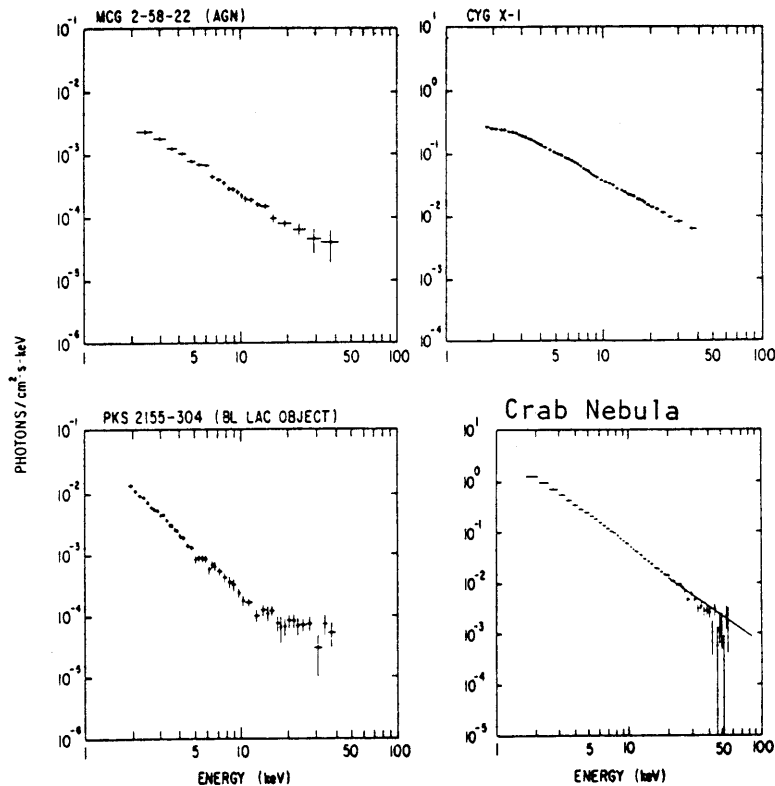 MCG 2-58-22 (AGN)
10⁻¹
10⁻²
10⁻³
10⁻⁴
10⁻⁵
10⁻⁶
1 5 10 50 100
CYG X-1
10¹
10⁰
10⁻¹
10⁻²
10⁻³
10⁻⁴
1 5 10 50 100
PHOTONS/cm² s·keV
PKS 2155-304 (BL LAC OBJECT)
10⁻¹
10⁻²
10⁻³
10⁻⁴
10⁻⁵
10⁻⁶
1 5 10 50 100
ENERGY (keV)
Crab Nebula
10¹
10⁰
10⁻¹
10⁻²
10⁻³
10⁻⁴
10⁻⁵
1 5 10 50 100
ENERGY (keV)